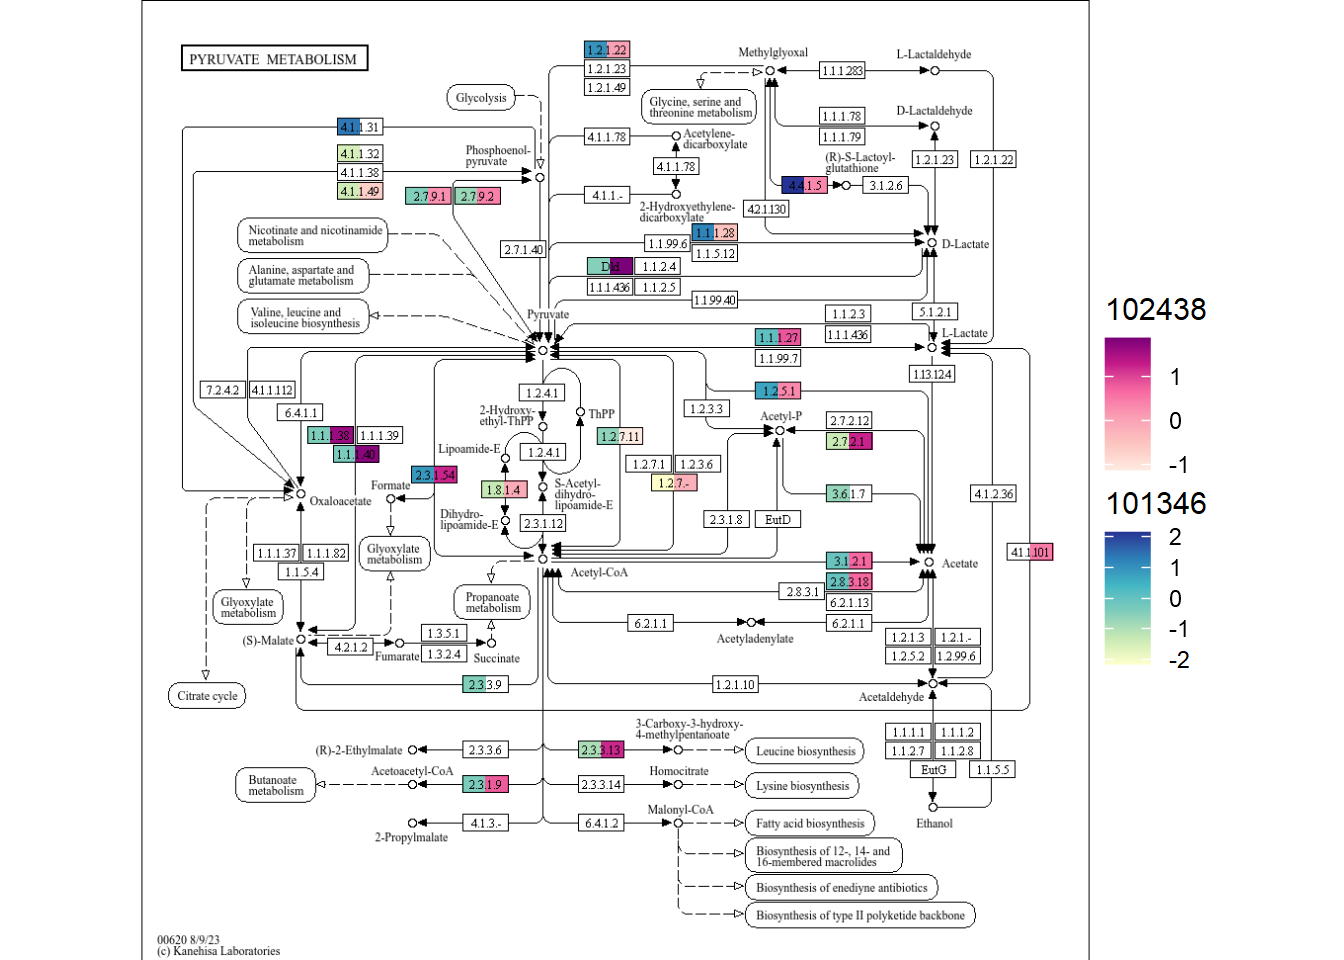 PYRUVATE METABOLISM
1.2.1.22
1.2.1.23
1.2.1.49
Methylglyoxal
1.1.1.283
L-Lactaldehyde
Glycolysis
Glycine, serine and
threonine metabolism
1.1.1.78
1.1.1.79
D-Lactaldehyde
4.1.1.31
4.1.1.32
4.1.1.38
4.1.1.49
Phosphoenol-
pyruvate
4.1.1.78
Acetylene-
dicarboxylate
4.1.1.78
(R)-S-Lactoyl-
glutathione
1.2.1.23
1.2.1.22
2.7.9.1
2.7.9.2
4.1.1.-
4.4.1.5
3.1.2.6
2-Hydroxyethylene-
dicarboxylate
4.2.1.130
Nicotinate and nicotinamide
metabolism
2.7.1.40
1.1.99.6
1.1.1.28
1.1.5.12
D-Lactate
Alanine, aspartate and
glutamate metabolism
Dld
1.1.2.4
1.1.1.436
1.1.2.5
1.1.99.40
Valine, leucine and
isoleucine biosynthesis
Pyruvate
1.1.2.3
1.1.1.436
5.1.2.1
L-Lactate
1.1.1.27
1.1.99.7
1.13.12.4
7.2.4.2
4.1.1.112
6.4.1.1
1.2.4.1
1.2.5.1
2-Hydroxy-
ethyl-ThPP
ThPP
1.2.3.3
Acetyl-P
2.7.2.12
2.7.2.1
1.1.1.38
1.1.1.39
1.1.1.40
Lipoamide-E
1.2.4.1
1.2.7.11
1.2.7.1
1.2.3.6
1.2.7.-
2.3.1.54
Formate
1.8.1.4
S-Acetyl-
dihydro-
lipoamide-E
3.6.1.7
4.1.2.36
Oxaloacetate
Dihydro-
lipoamide-E
2.3.1.12
2.3.1.8
EutD
1.1.1.37
1.1.1.82
1.1.5.4
Glyoxylate
metabolism
Acetyl-CoA
3.1.2.1
Acetate
4.1.1.101
2.8.3.18
2.8.3.1
6.2.1.13
Glyoxylate
metabolism
Propanoate
metabolism
6.2.1.1
Acetyladenylate
6.2.1.1
(S)-Malate
4.2.1.2
Fumarate
1.3.5.1
1.3.2.4
Succinate
1.2.1.3
1.2.1.-
1.2.5.2
1.2.99.6
Citrate cycle
2.3.3.9
1.2.1.10
Acetaldehyde
(R)-2-Ethylmalate
2.3.3.6
2.3.3.13
3-Carboxy-3-hydroxy-
4-methylpentanoate
Leucine biosynthesis
1.1.1.1
1.1.1.2
1.1.2.7
1.1.2.8
EutG
1.1.5.5
Butanoate
metabolism
Acetoacetyl-CoA
2.3.1.9
2.3.3.14
Homocitrate
Lysine biosynthesis
2-Propylmalate
4.1.3.-
6.4.1.2
Malonyl-CoA
Fatty acid biosynthesis
Ethanol
Biosynthesis of 12-, 14- and
16-membered macrolides
Biosynthesis of enediyne antibiotics
Biosynthesis of type II polyketide backbone
00620 8/9/23
(c) Kanehisa Laboratories
102438
1
0
-1
101346
2
1
0
-1
-2